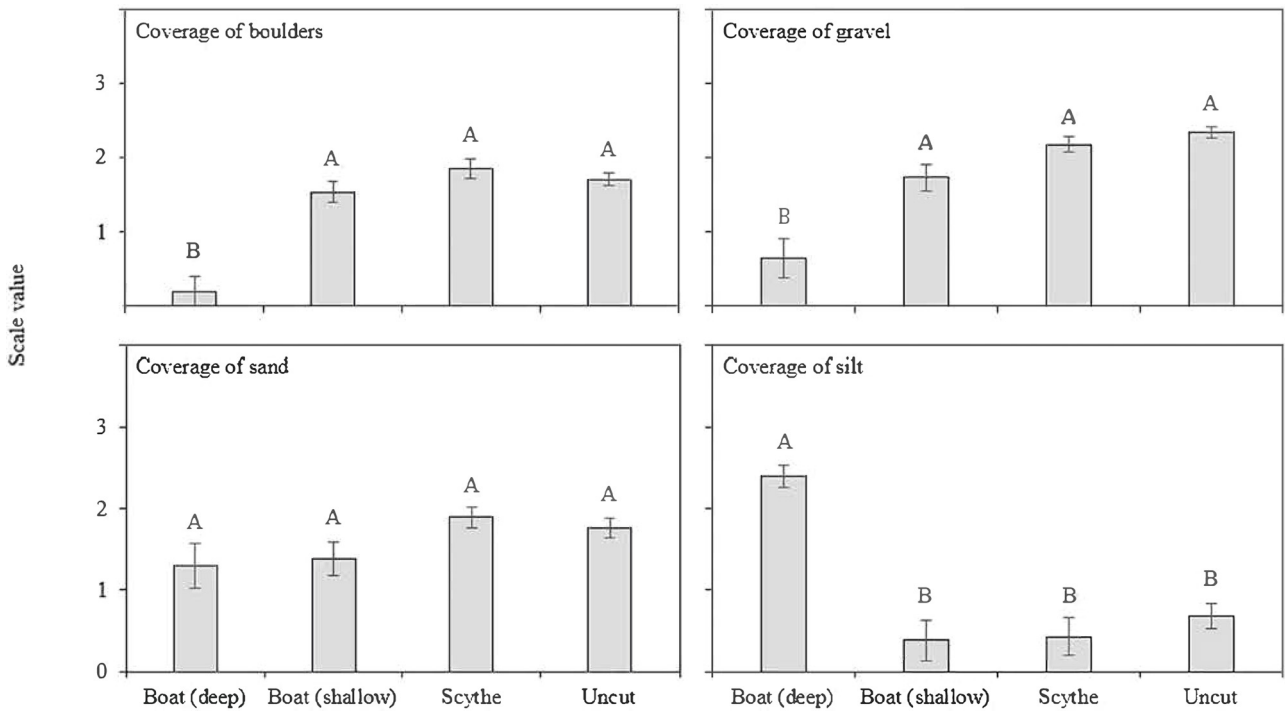 Coverage of boulders
Coverage of gravel
3
2
1
B
A
A
A
B
A
A
A
Scale value
Coverage of sand
Coverage of silt
3
2
1
0
A
A
A
A
A
B
B
B
Boat (deep)
Boat (shallow)
Scythe
Uncut
Boat (deep)
Boat (shallow)
Scythe
Uncut